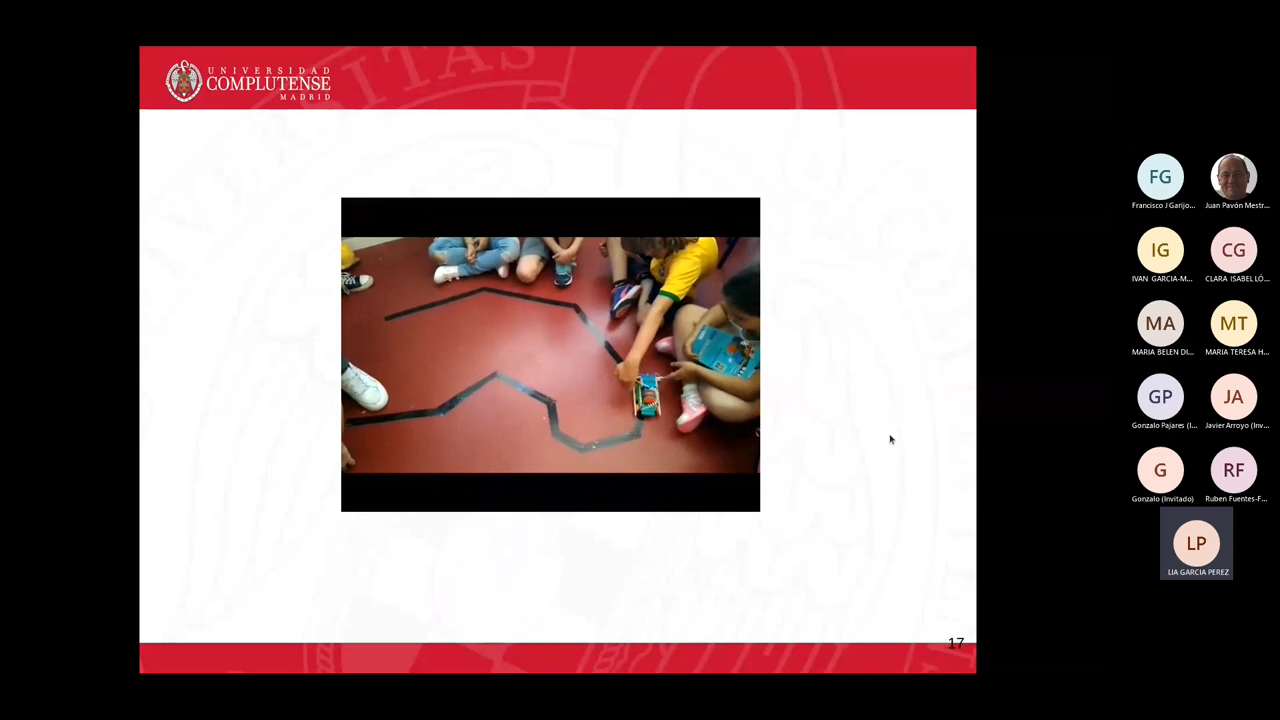 UNIVERSIDAD
COMPLUTENSE
MADRID
17
FG
Francisco J Garijo...
Juan Pavón Mestr...
IG
IVAN GARCIA-M...
CG
CLARA ISABEL LÓ...
MA
MARIA BELEN DI...
MT
MARIA TERESA H...
GP
Gonzalo Pajares (I...
JA
Javier Arroyo (Inv...
G
Gonzalo (Invitado)
RF
Ruben Fuentes-F...
LP
LIA GARCIA PEREZ